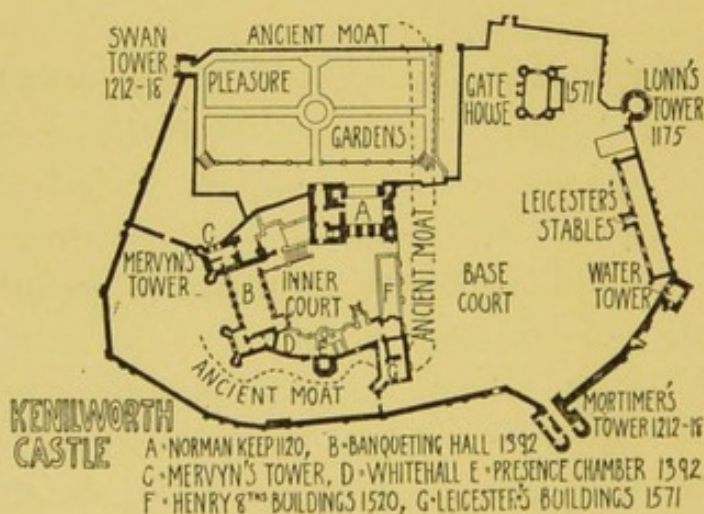 SWAN
TOWER
1212-18
ANCIENT MOAT
PLEASURE
GARDENS
GATE
HOUSE
1571
LUNN'S
TOWER
1175
LEICESTER'S
STABLES
WATER
TOWER
MERVYN'S
TOWER
C
A
B
INNER
COURT
F
ANCIENT MOAT
BASE
COURT
D
E
G
ANCIENT MOAT
MORTIMER'S
TOWER 1212-18
KENILWORTH
CASTLE
A·NORMAN KEEP 1120, B·BANQUETING HALL 1392
C·MERVYN'S TOWER, D·WHITEHALL E·PRESENCE CHAMBER 1392
F·HENRY 8THS BUILDINGS 1520, G·LEICESTER'S BUILDINGS 1571